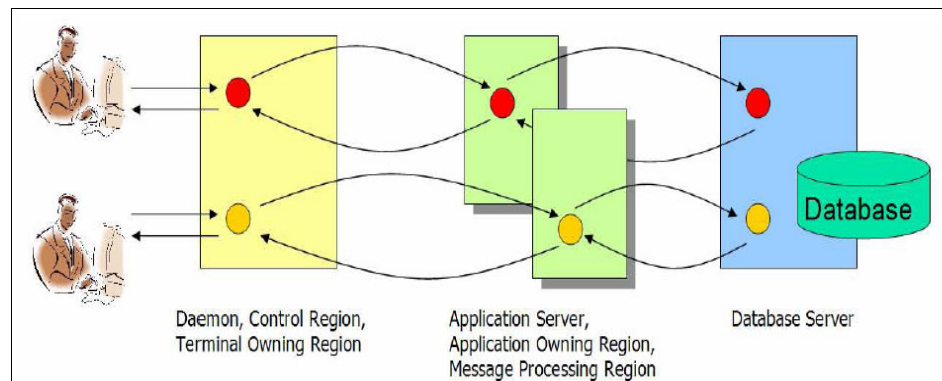 Database
Daemon, Control Region,
Terminal Owning Region
Application Server,
Application Owning Region,
Message Processing Region
Database Server